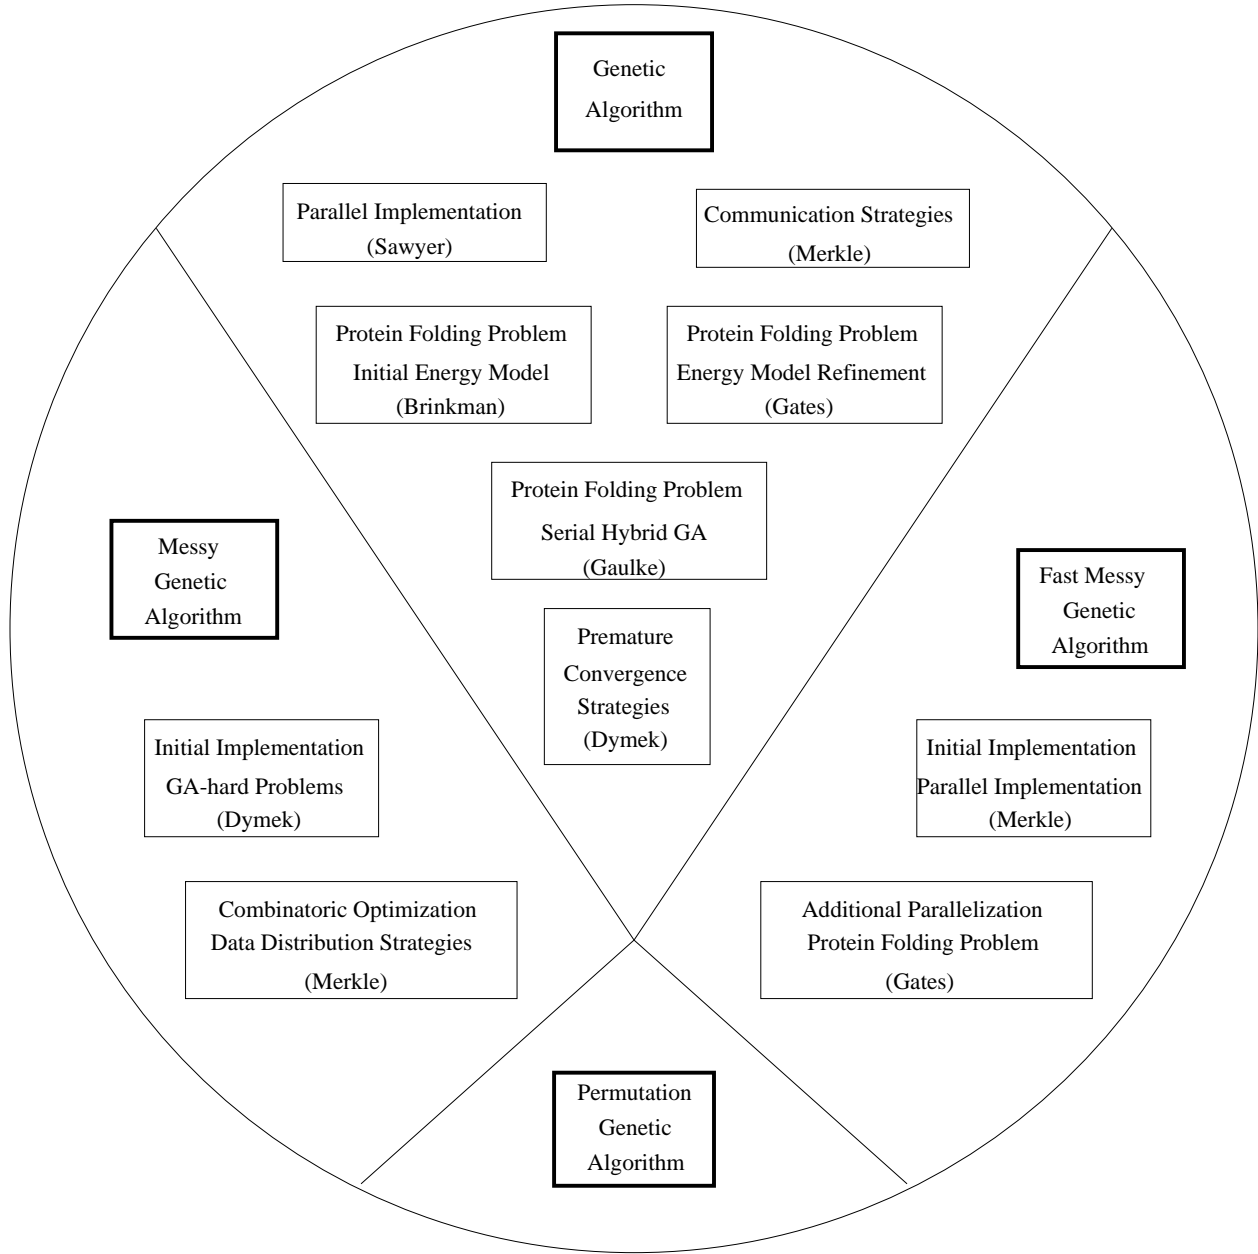 Genetic
Algorithm
Parallel Implementation
(Sawyer)
Communication Strategies
(Merkle)
Protein Folding Problem
Initial Energy Model
(Brinkman)
Protein Folding Problem
Energy Model Refinement
(Gates)
Protein Folding Problem
Serial Hybrid GA
(Gaulke)
Messy
Genetic
Algorithm
Fast Messy
Genetic
Algorithm
Premature
Convergence
Strategies
(Dymek)
Initial Implementation
GA-hard Problems
(Dymek)
Initial Implementation
Parallel Implementation
(Merkle)
Combinatoric Optimization
Data Distribution Strategies
(Merkle)
Additional Parallelization
Protein Folding Problem
(Gates)
Permutation
Genetic
Algorithm